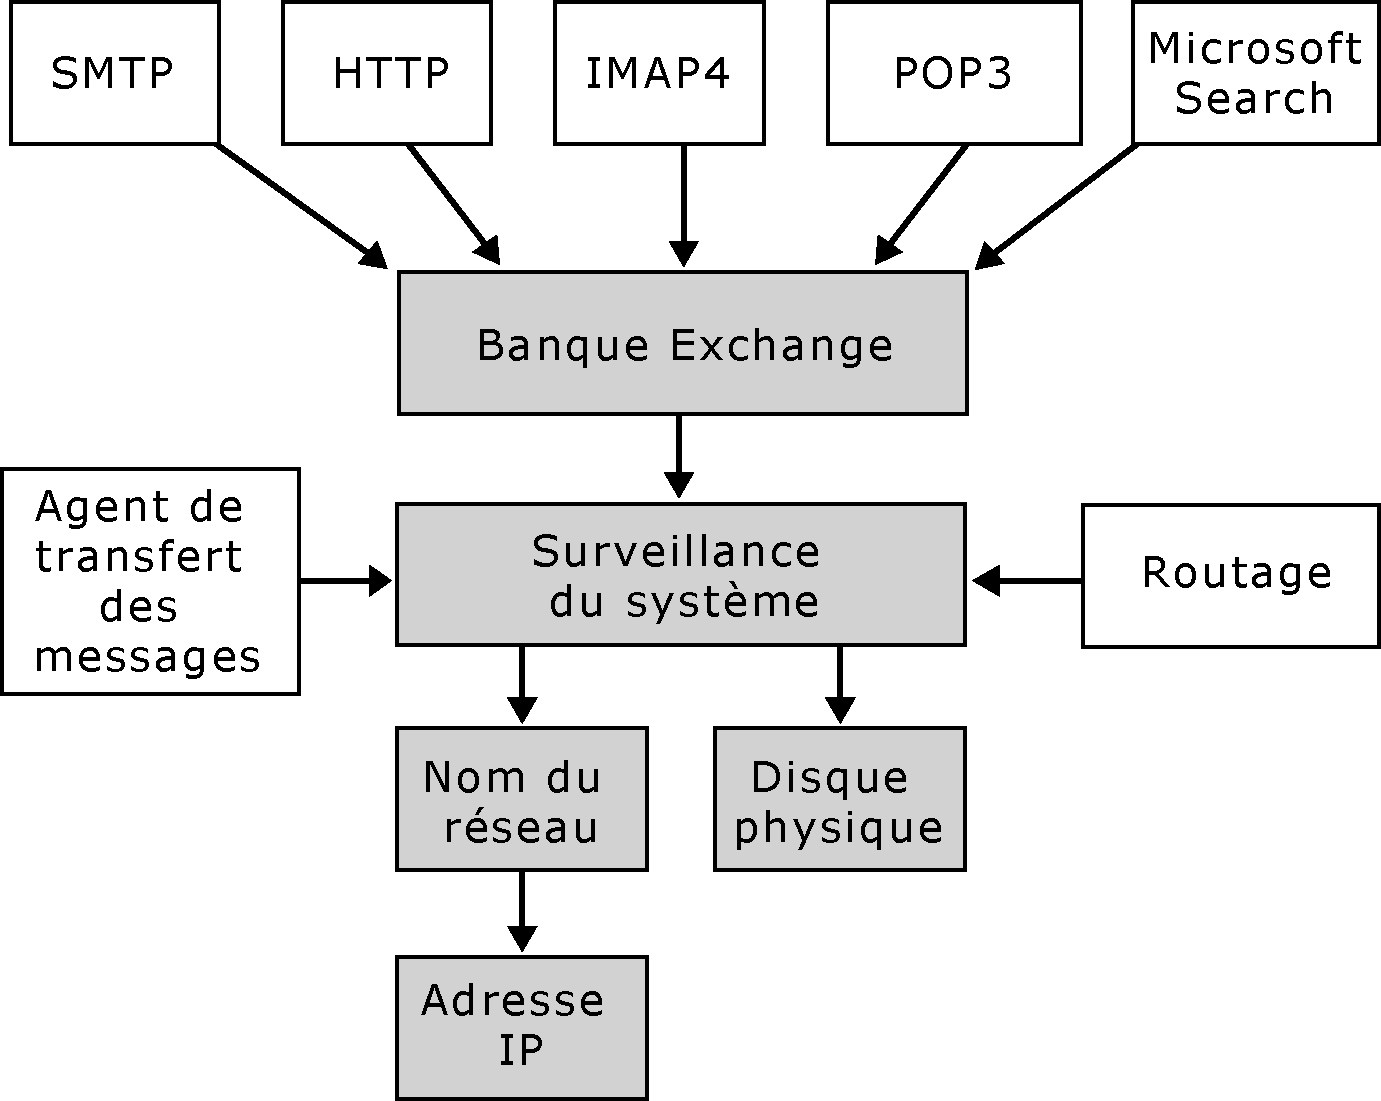 SMTP
HTTP
IMAP4
POP3
Microsoft
Search
Banque Exchange
Agent de
transfert
des
messages
Surveillance
du système
Routage
Nom du
réseau
Disque
physique
Adresse
IP